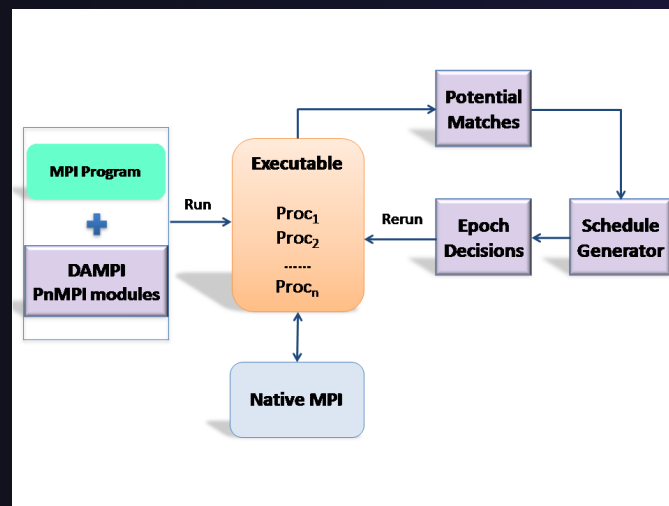 MPI Program
DAMPI
PnMPI modules
Run
Executable
Proc₁
Proc₂
......
Procₙ
Native MPI
Potential
Matches
Schedule
Generator
Epoch
Decisions
Rerun